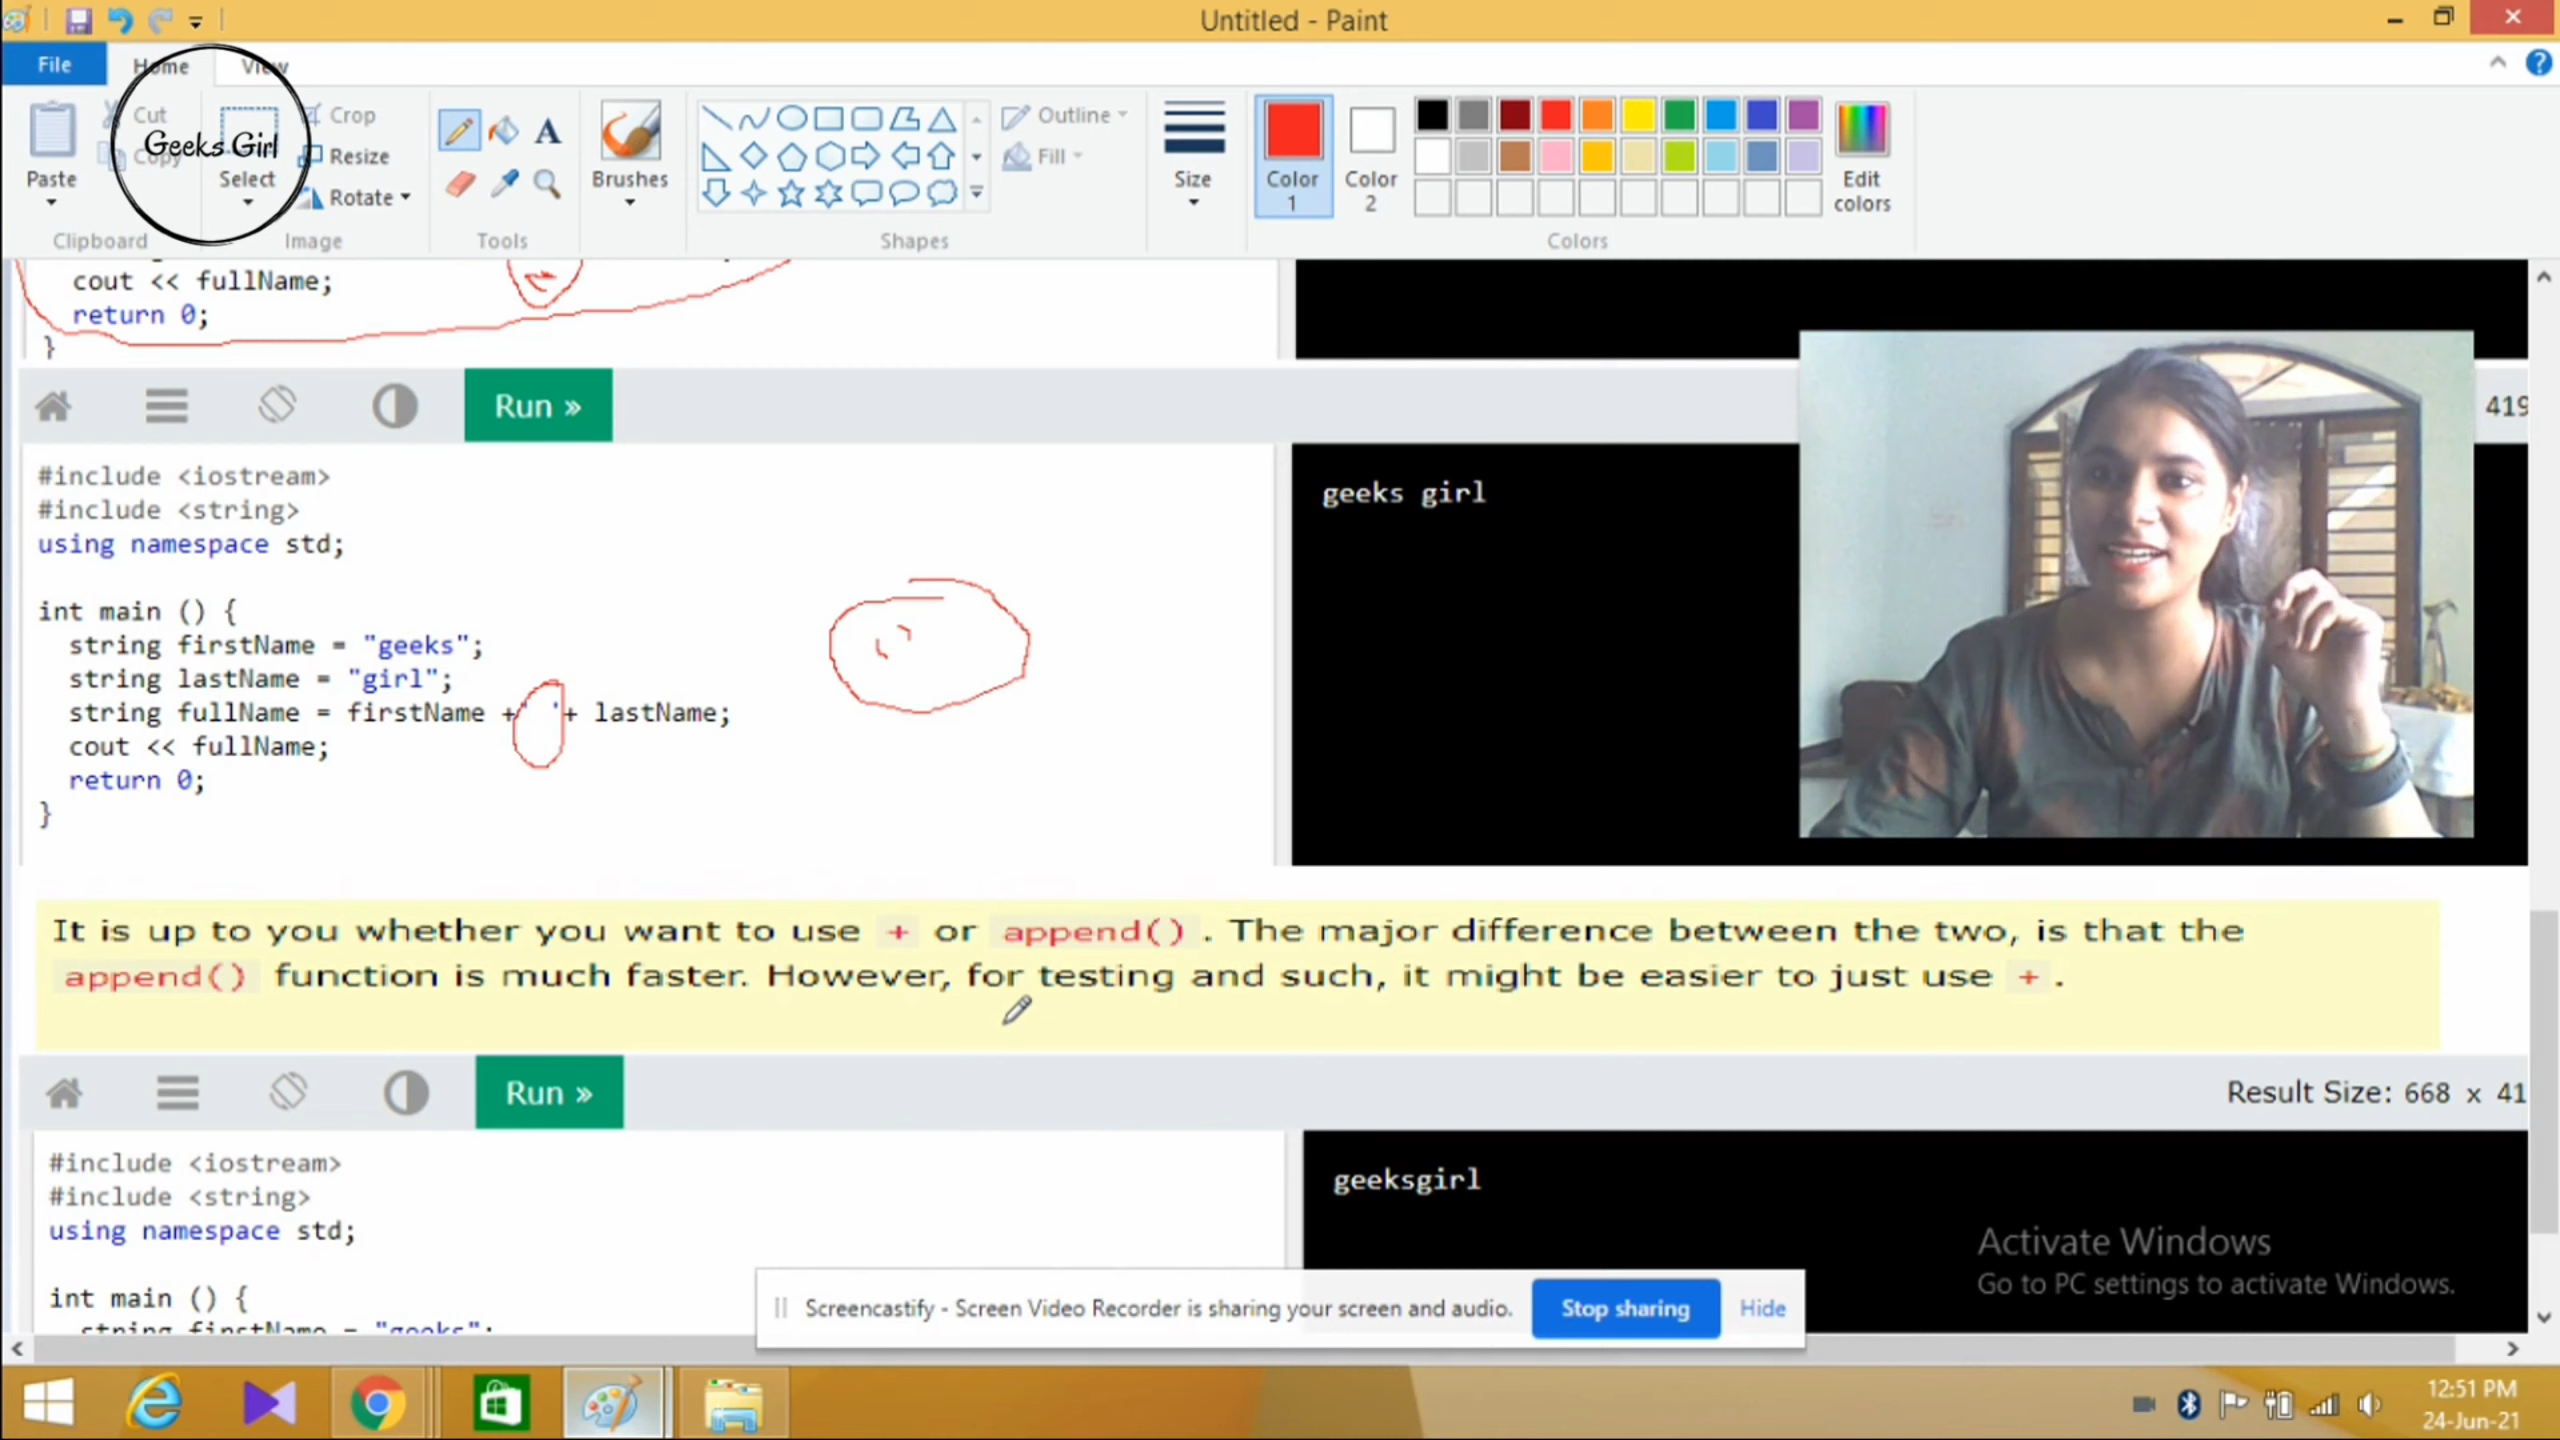 Untitled - Paint
File Home View
Cut
Copy
Geeks Girl
Paste
Select
Crop
Resize
Rotate
A
Brushes
Outline
Fill
Size
Color 1
Color 2
Edit colors
Clipboard Image Tools Shapes Colors
cout << fullName;
return 0;
}
Run »
419
#include <iostream>
#include <string>
using namespace std;
int main () {
string firstName = "geeks";
string lastName = "girl";
string fullName = firstName +' '+ lastName;
cout << fullName;
return 0;
}
geeks girl
It is up to you whether you want to use + or append() . The major difference between the two, is that the
append() function is much faster. However, for testing and such, it might be easier to just use + .
Run »
Result Size: 668 x 41
#include <iostream>
#include <string>
using namespace std;
int main () {
string firstName = "geeks";
geeksgirl
Activate Windows
Go to PC settings to activate Windows.
Screencastify - Screen Video Recorder is sharing your screen and audio. Stop sharing Hide
12:51 PM
24-Jun-21